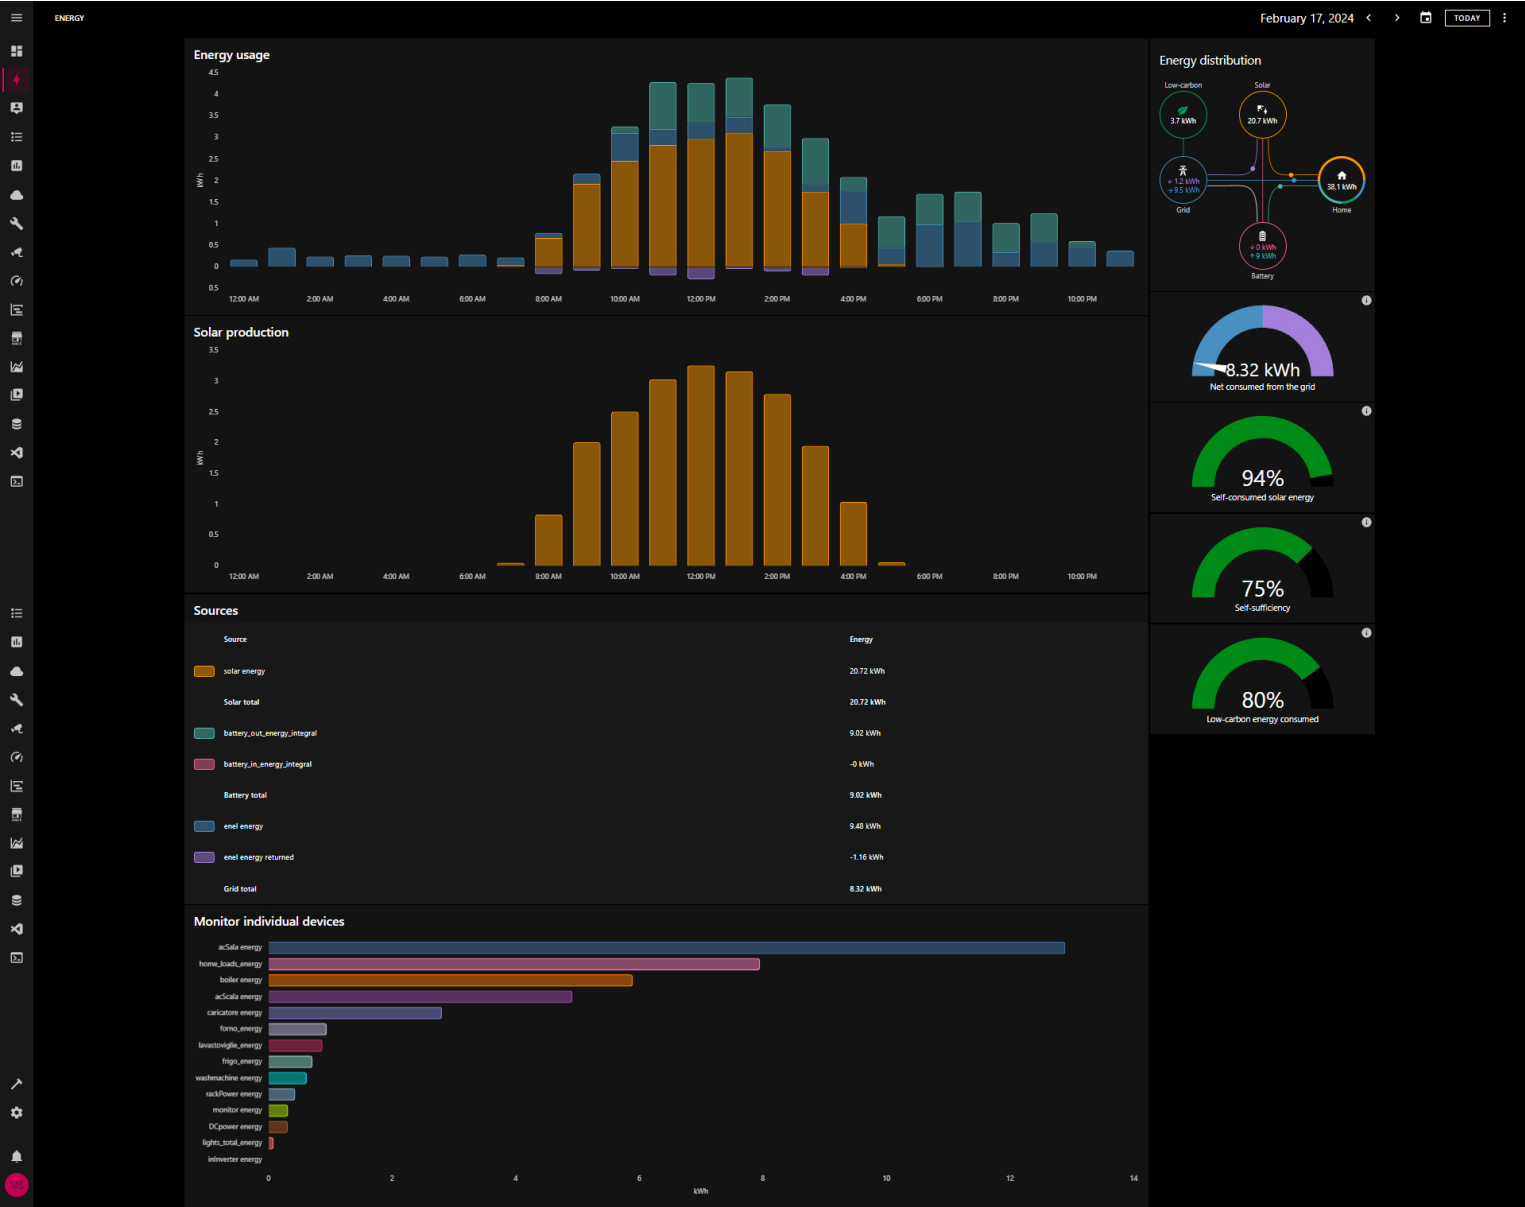 ENERGY
February 17, 2024
TODAY
Energy usage
4.5
4
3.5
3
2.5
2
1.5
1
0.5
0
0.5
kWh
12:00 AM 2:00 AM 4:00 AM 6:00 AM 8:00 AM 10:00 AM 12:00 PM 2:00 PM 4:00 PM 6:00 PM 8:00 PM 10:00 PM
Solar production
3.5
3
2.5
2
1.5
1
0.5
0
kWh
12:00 AM 2:00 AM 4:00 AM 6:00 AM 8:00 AM 10:00 AM 12:00 PM 2:00 PM 4:00 PM 6:00 PM 8:00 PM 10:00 PM
Sources
Source Energy
solar energy 20.72 kWh
Solar total 20.72 kWh
battery_out_energy_integral 9.02 kWh
battery_in_energy_integral -0 kWh
Battery total 9.02 kWh
enel energy 9.48 kWh
enel energy returned -1.16 kWh
Grid total 8.32 kWh
Monitor individual devices
acSala energy
home_loads_energy
boiler energy
acScala energy
caricatore energy
forno_energy
lavastoviglie_energy
frigo_energy
washmachine energy
rackPower energy
monitor energy
DCpower energy
lights_total_energy
inInverter energy
0 2 4 6 8 10 12 14
kWh
Energy distribution
Low-carbon Solar
3.7 kWh 20.7 kWh
←1.2 kWh
→9.5 kWh
38.1 kWh
Grid Home
↓0 kWh
↑9 kWh
Battery
8.32 kWh
Net consumed from the grid
94%
Self-consumed solar energy
75%
Self-sufficiency
80%
Low-carbon energy consumed
MS